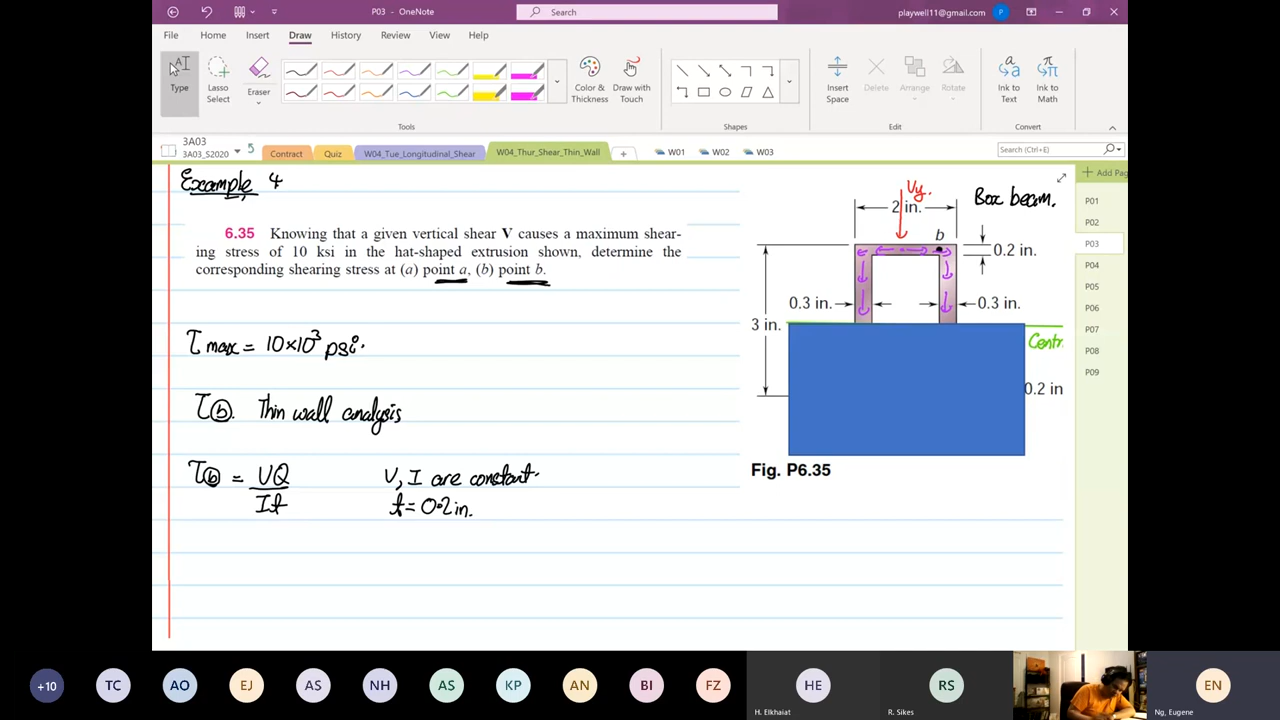 P03 - OneNote
Search
playwell11@gmail.com
P
File Home Insert Draw History Review View Help
Type
Lasso Select
Eraser
Color & Thickness
Draw with Touch
Insert Space
Delete
Arrange
Rotate
Ink to Text
Ink to Math
Tools
Shapes
Edit
Convert
3A03
3A03_S2020
5
Contract
Quiz
W04_Tue_Longitudinal_Shear
W04_Thur_Shear_Thin_Wall
W01
W02
W03
Search (Ctrl+E)
Add Pag
P01
P02
P03
P04
P05
P06
P07
P08
P09
Example 4
6.35 Knowing that a given vertical shear V causes a maximum shear-
ing stress of 10 ksi in the hat-shaped extrusion shown, determine the
corresponding shearing stress at (a) point a, (b) point b.
τmax = 10×10³ psi.
τⓑ. Thin wall analysis
τⓑ = VQ
It
V, I are constant.
t = 0.2 in.
Vy.
Box beam.
2 in.
b
0.2 in.
0.3 in.
0.3 in.
3 in.
Centr
0.2 in
Fig. P6.35
+10
TC
AO
EJ
AS
NH
AS
KP
AN
BI
FZ
HE
H. Elkhaiat
RS
R. Sikes
EN
Ng, Eugene